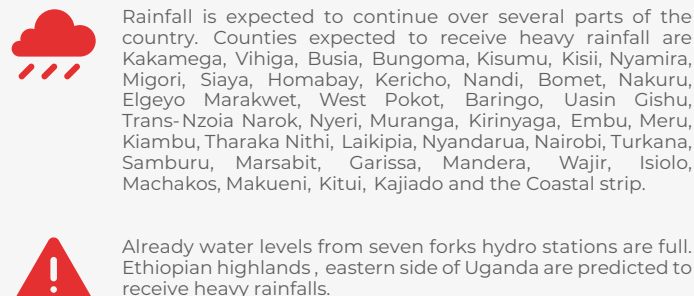 Rainfall is expected to continue over several parts of the
country. Counties expected to receive heavy rainfall are
Kakamega, Vihiga, Busia, Bungoma, Kisumu, Kisii, Nyamira,
Migori, Siaya, Homabay, Kericho, Nandi, Bomet, Nakuru,
Elgeyo Marakwet, West Pokot, Baringo, Uasin Gishu,
Trans-Nzoia Narok, Nyeri, Muranga, Kirinyaga, Embu, Meru,
Kiambu, Tharaka Nithi, Laikipia, Nyandarua, Nairobi, Turkana,
Samburu, Marsabit, Garissa, Mandera, Wajir, Isiolo,
Machakos, Makueni, Kitui, Kajiado and the Coastal strip.
Already water levels from seven forks hydro stations are full.
Ethiopian highlands , eastern side of Uganda are predicted to
receive heavy rainfalls.